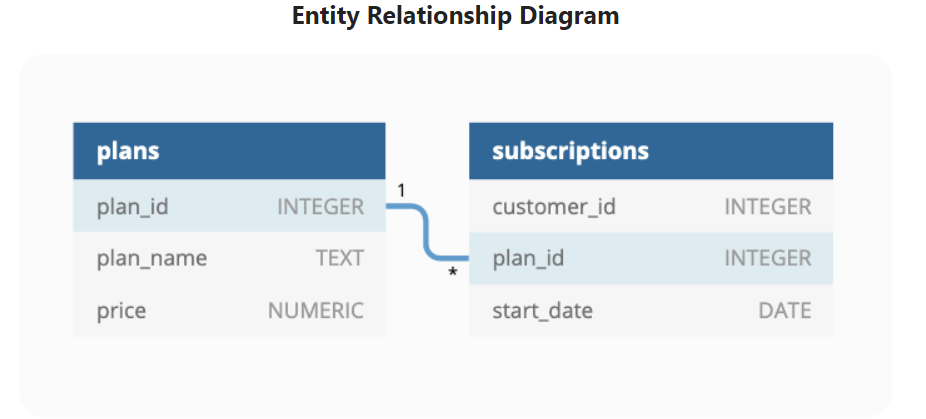 Entity Relationship Diagram
plans
plan_id INTEGER
plan_name TEXT
price NUMERIC
1
*
subscriptions
customer_id INTEGER
plan_id INTEGER
start_date DATE